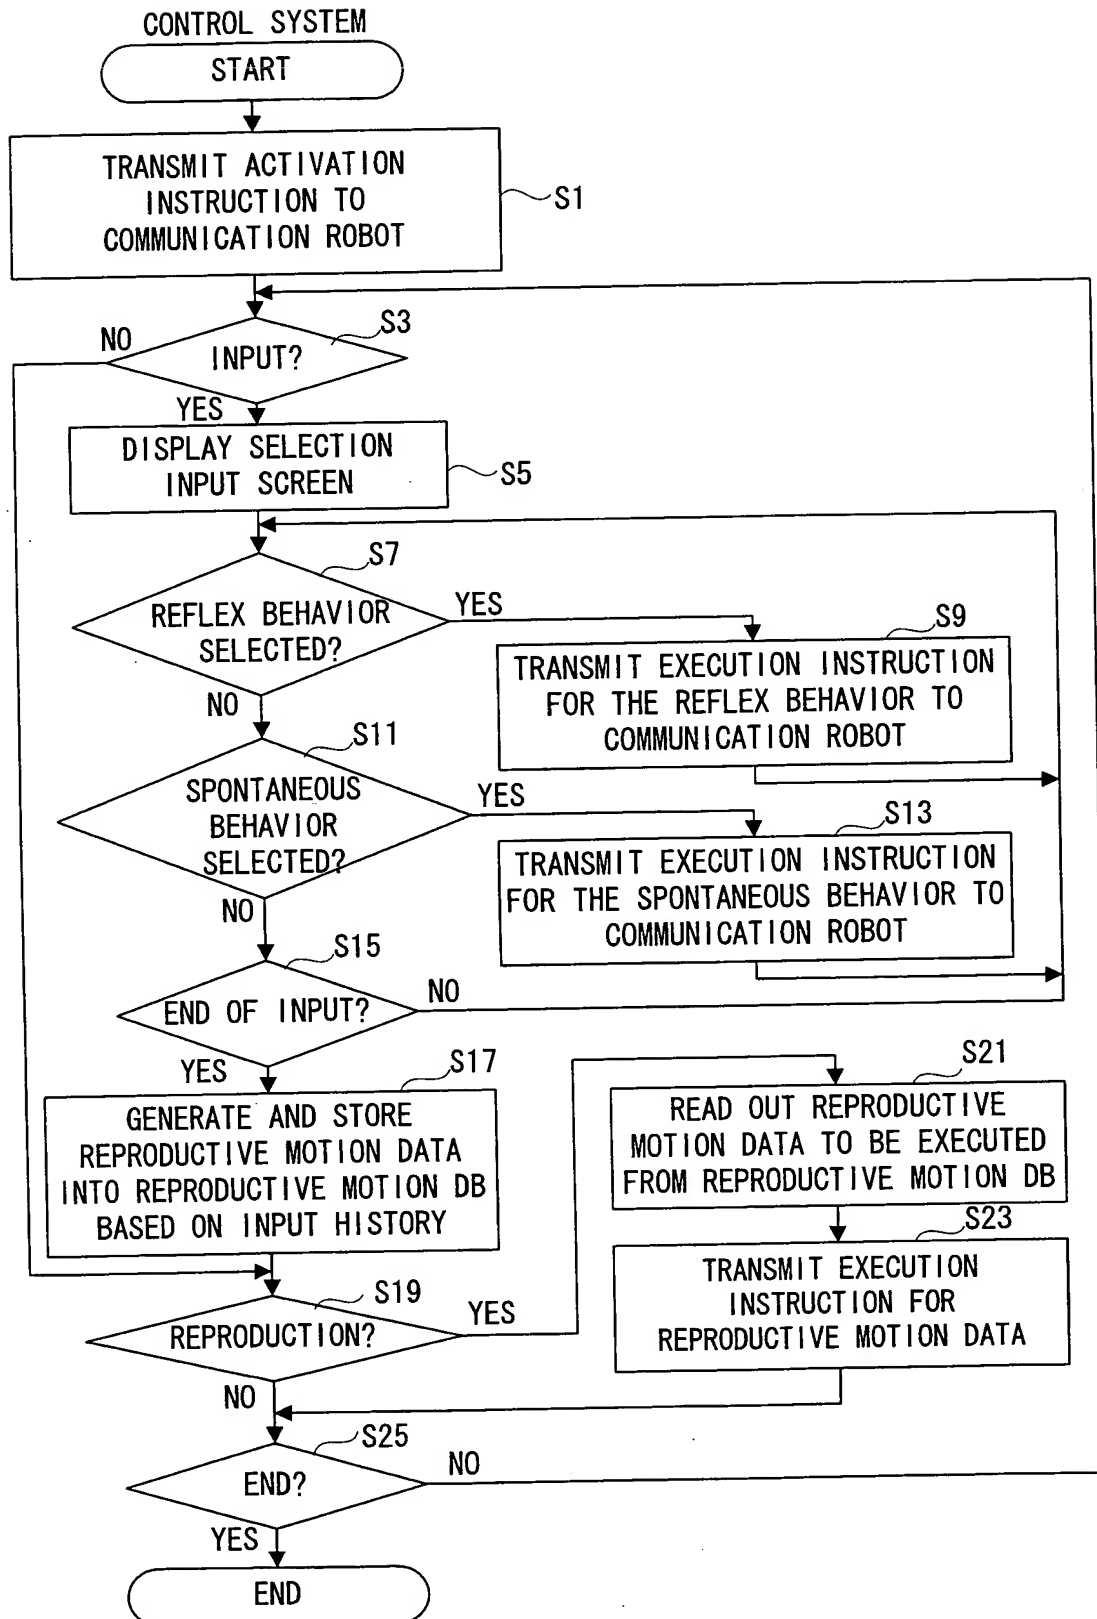 CONTROL SYSTEM
START
TRANSMIT ACTIVATION
INSTRUCTION TO
COMMUNICATION ROBOT
S1
S3
NO
INPUT?
YES
DISPLAY SELECTION
INPUT SCREEN
S5
S7
REFLEX BEHAVIOR
SELECTED?
YES
S9
TRANSMIT EXECUTION INSTRUCTION
FOR THE REFLEX BEHAVIOR TO
COMMUNICATION ROBOT
NO
S11
SPONTANEOUS
BEHAVIOR
SELECTED?
YES
S13
TRANSMIT EXECUTION INSTRUCTION
FOR THE SPONTANEOUS BEHAVIOR TO
COMMUNICATION ROBOT
NO
S15
END OF INPUT?
NO
YES
S17
GENERATE AND STORE
REPRODUCTIVE MOTION DATA
INTO REPRODUCTIVE MOTION DB
BASED ON INPUT HISTORY
S21
READ OUT REPRODUCTIVE
MOTION DATA TO BE EXECUTED
FROM REPRODUCTIVE MOTION DB
S23
TRANSMIT EXECUTION
INSTRUCTION FOR
REPRODUCTIVE MOTION DATA
S19
REPRODUCTION?
YES
NO
S25
END?
NO
YES
END